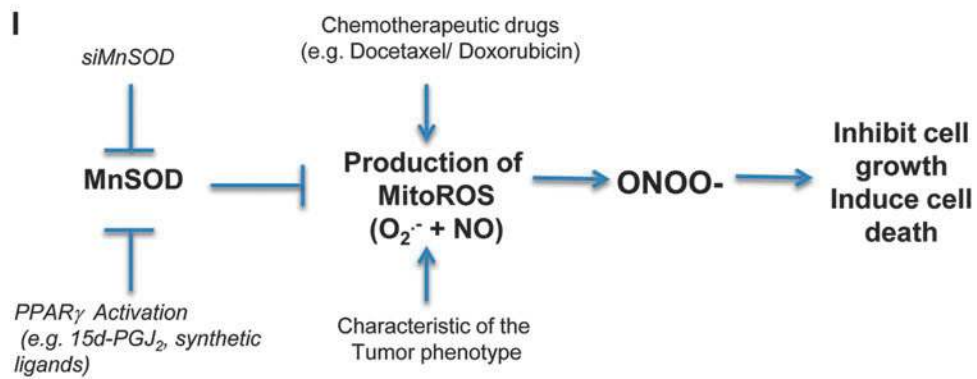 I
siMnSOD
MnSOD
PPARγ Activation
(e.g. 15d-PGJ₂, synthetic
ligands)
Chemotherapeutic drugs
(e.g. Docetaxel/ Doxorubicin)
Production of
MitoROS
(O₂·⁻ + NO)
Characteristic of the
Tumor phenotype
ONOO-
Inhibit cell
growth
Induce cell
death